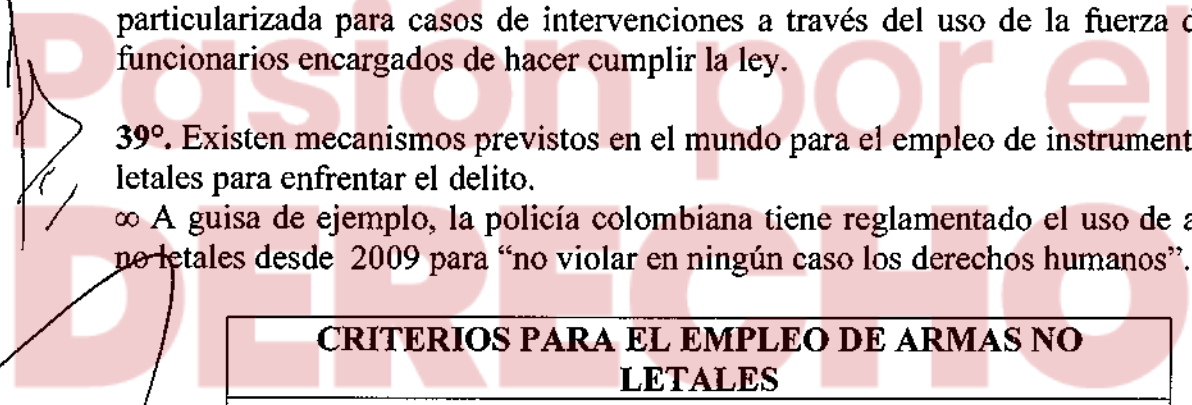 particularizada para casos de intervenciones a través del uso de la fuerza
funcionarios encargados de hacer cumplir la ley.
39°. Existen mecanismos previstos en el mundo para el empleo de instrument
letales para enfrentar el delito.
∞ A guisa de ejemplo, la policía colombiana tiene reglamentado el uso de a
no letales desde 2009 para “no violar en ningún caso los derechos humanos”.
CRITERIOS PARA EL EMPLEO DE ARMAS NO
LETALES
Pasión por el
DERECHO